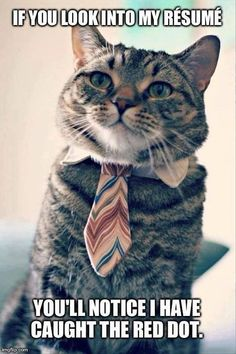 IF YOU LOOK INTO MY RÉSUMÉ
YOU'LL NOTICE I HAVE
CAUGHT THE RED DOT.
imgflip.com